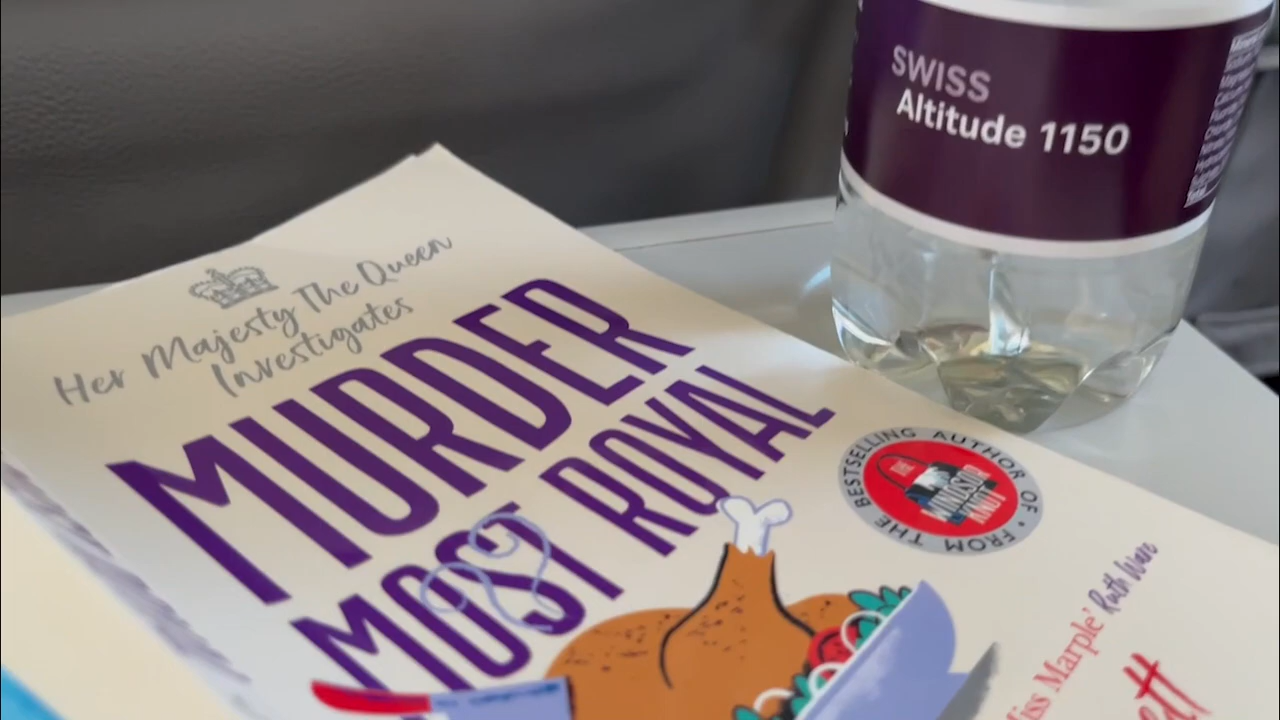 SWISS
Altitude 1150
Her Majesty The Queen
Investigates
MURDER
MOST ROYAL
BESTSELLING AUTHOR OF
THE
WINDSOR
KNOT
FROM THE
Miss Marple' Ruth Ware